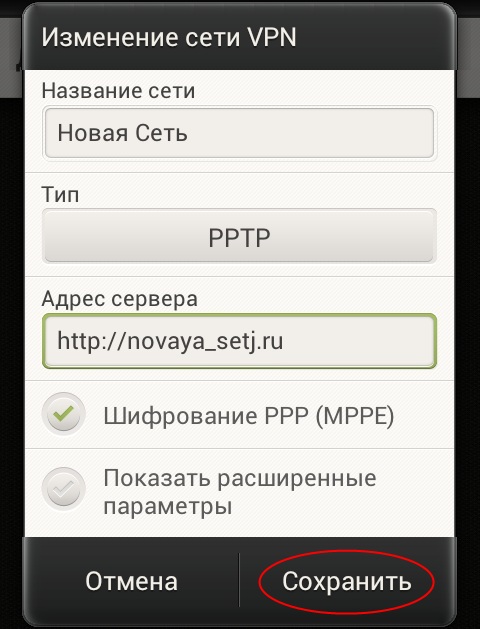 Изменение сети VPN
Название сети
Новая Сеть
Тип
PPTP
Адрес сервера
http://novaya_setj.ru
Шифрование PPP (MPPE)
Показать расширенные
параметры
Отмена
Сохранить